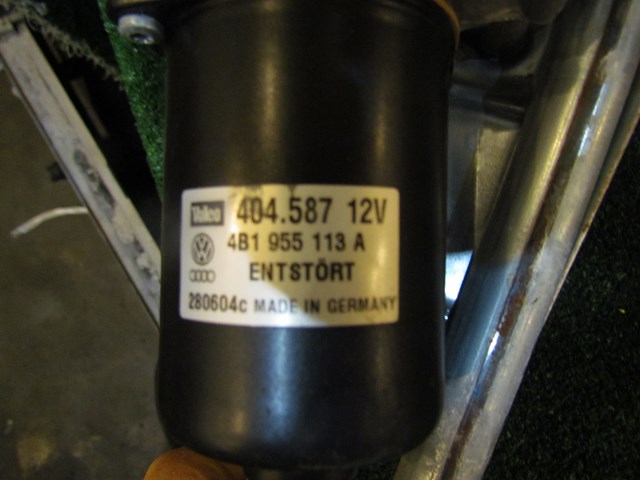 Valeo 404.587 12V
4B1 955 113 A
ENTSTÖRT
280604c MADE IN GERMANY